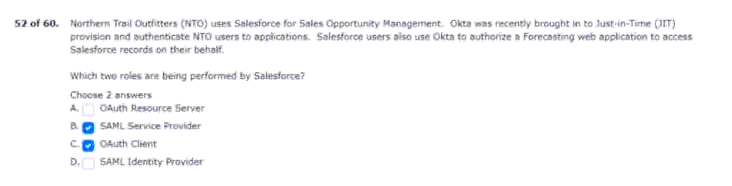 52 of 60. Northern Trail Outfitters (NTO) uses Salesforce for Sales Opportunity Management. Okta was recently brought in to Just-in-Time (JIT)
provision and authenticate NTO users to applications. Salesforce users also use Okta to authorize a Forecasting web application to access
Salesforce records on their behalf.
Which two roles are being performed by Salesforce?
Choose 2 answers
A. OAuth Resource Server
B. SAML Service Provider
C. OAuth Client
D. SAML Identity Provider